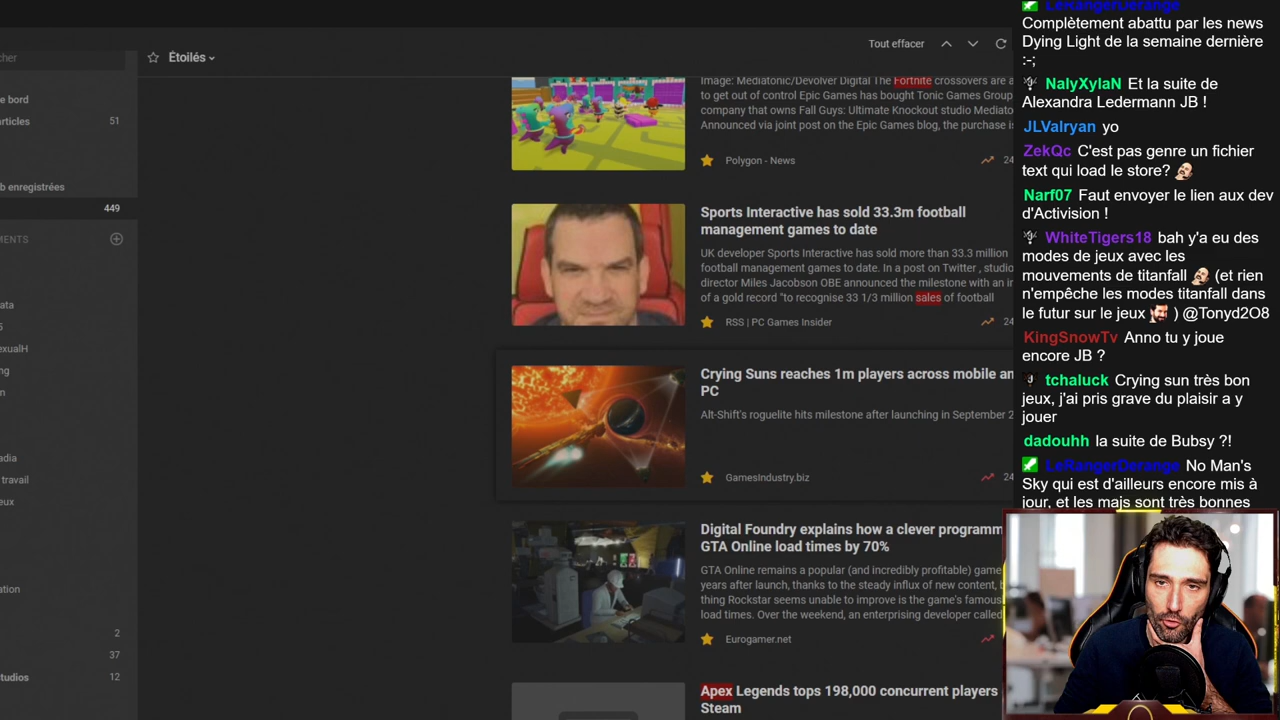 cher
Étoilés
Tout effacer
e bord
articles
51
b enregistrées
449
MENTS
ata
5
exualH
ng
m
adia
travail
eux
ation
2
37
tudios
12
Image: Mediatonic/Devolver Digital The Fortnite crossovers are a
to get out of control Epic Games has bought Tonic Games Group
company that owns Fall Guys: Ultimate Knockout studio Mediato
Announced via joint post on the Epic Games blog, the purchase is
Polygon - News
24
Sports Interactive has sold 33.3m football
management games to date
UK developer Sports Interactive has sold more than 33.3 million
football management games to date. In a post on Twitter , studio
director Miles Jacobson OBE announced the milestone with an i
of a gold record "to recognise 33 1/3 million sales of football
RSS | PC Games Insider
24
Crying Suns reaches 1m players across mobile an
PC
Alt-Shift's roguelite hits milestone after launching in September 2
GamesIndustry.biz
24
Digital Foundry explains how a clever programm
GTA Online load times by 70%
GTA Online remains a popular (and incredibly profitable) game
years after launch, thanks to the steady influx of new content, b
thing Rockstar seems unable to improve is the game's famous
load times. Over the weekend, an enterprising developer called
Eurogamer.net
Apex Legends tops 198,000 concurrent players
Steam
LeRangerDerange
Complètement abattu par les news
Dying Light de la semaine dernière
:-;
NalyXylaN Et la suite de
Alexandra Ledermann JB !
JLValryan yo
ZekQc C'est pas genre un fichier
text qui load le store?
Narf07 Faut envoyer le lien aux dev
d'Activision !
WhiteTigers18 bah y'a eu des
modes de jeux avec les
mouvements de titanfall (et rien
n'empêche les modes titanfall dans
le futur sur le jeux ) @Tonyd2O8
KingSnowTv Anno tu y joue
encore JB ?
tchaluck Crying sun très bon
jeux, j'ai pris grave du plaisir a y
jouer
dadouhh la suite de Bubsy ?!
LeRangerDerange No Man's
Sky qui est d'ailleurs encore mis à
jour, et les majs sont très bonnes